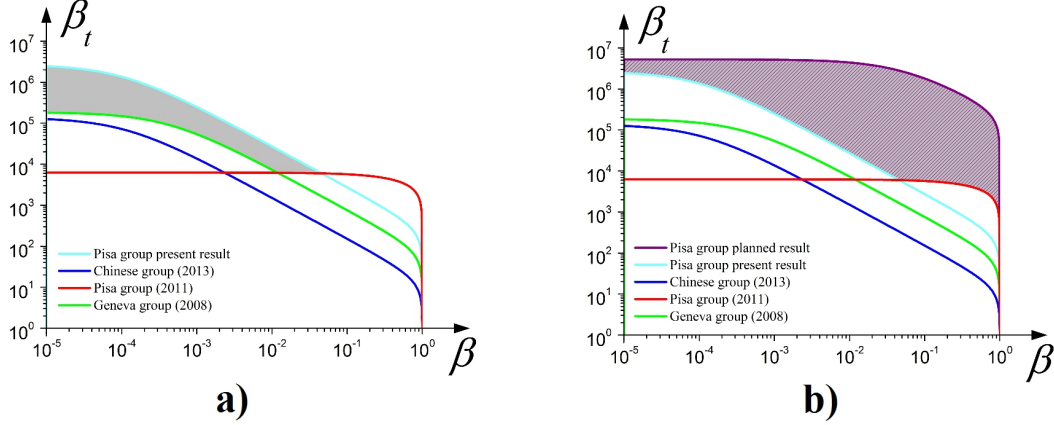 βt
10^7
10^6
10^5
10^4
10^3
10^2
10^1
10^0
Pisa group present result
Chinese group (2013)
Pisa group (2011)
Geneva group (2008)
10^-5 10^-4 10^-3 10^-2 10^-1 10^0
β
a)
βt
10^7
10^6
10^5
10^4
10^3
10^2
10^1
10^0
Pisa group planned result
Pisa group present result
Chinese group (2013)
Pisa group (2011)
Geneva group (2008)
10^-5 10^-4 10^-3 10^-2 10^-1 10^0
β
b)